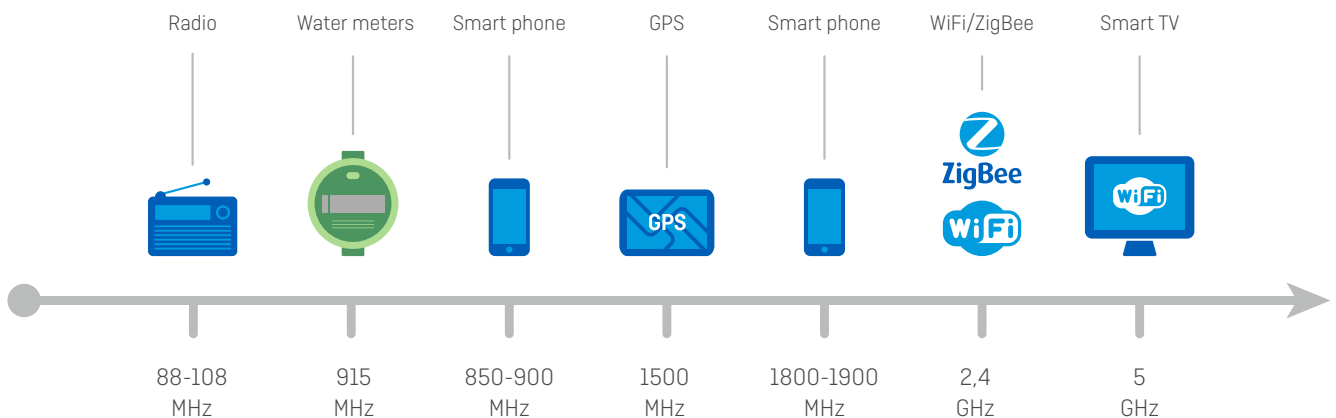 Radio Water meters Smart phone GPS Smart phone WiFi/ZigBee Smart TV
ZigBee
WiFi
GPS
WiFi
88-108 915 850-900 1500 1800-1900 2,4 5
MHz MHz MHz MHz MHz GHz GHz